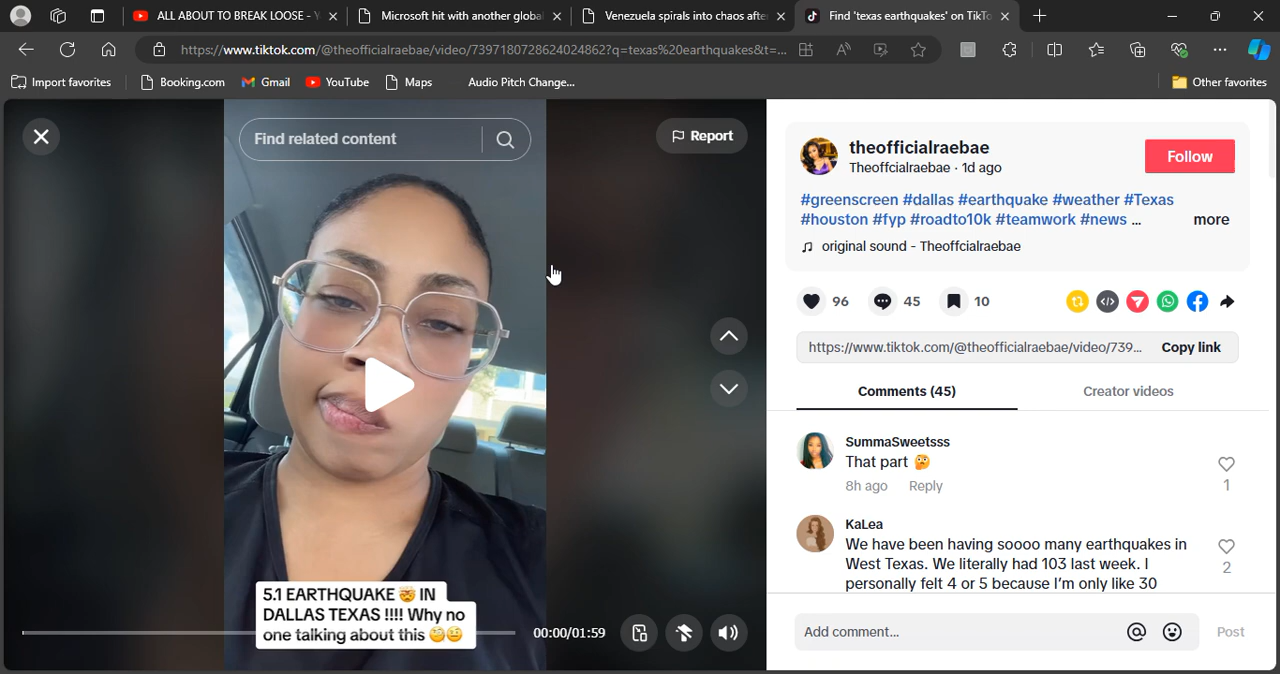 ALL ABOUT TO BREAK LOOSE - Y
Microsoft hit with another global
Venezuela spirals into chaos after
Find 'texas earthquakes' on TikTo
https://www.tiktok.com/@theofficialraebae/video/7397180728624024862?q=texas%20earthquakes&t=...
Import favorites
Booking.com
Gmail
YouTube
Maps
Audio Pitch Change...
Other favorites
Find related content
Report
5.1 EARTHQUAKE 🤯 IN
DALLAS TEXAS !!!! Why no
one talking about this 🧐🧐
00:00/01:59
theofficialraebae
Theoffcialraebae · 1d ago
Follow
#greenscreen #dallas #earthquake #weather #Texas
#houston #fyp #roadto10k #teamwork #news ...
more
original sound - Theoffcialraebae
96
45
10
https://www.tiktok.com/@theofficialraebae/video/739...
Copy link
Comments (45)
Creator videos
SummaSweetsss
That part 🤔
8h ago
Reply
1
KaLea
We have been having soooo many earthquakes in
West Texas. We literally had 103 last week. I
personally felt 4 or 5 because I'm only like 30
2
Add comment...
Post